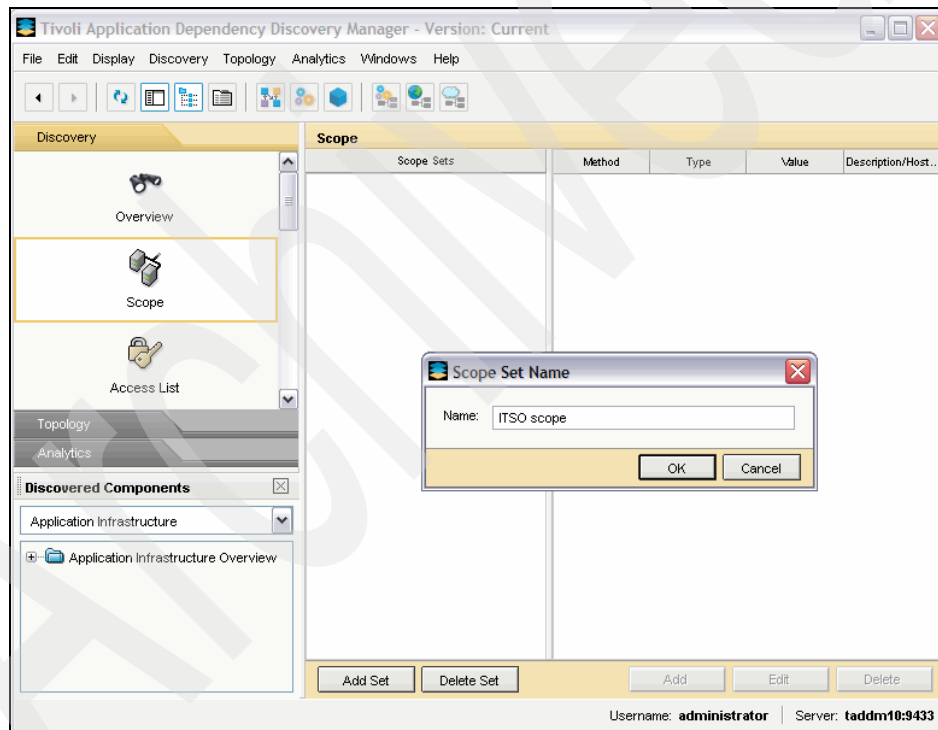 Tivoli Application Dependency Discovery Manager - Version: Current
File Edit Display Discovery Topology Analytics Windows Help
Discovery
Overview
Scope
Access List
Topology
Analytics
Discovered Components
Application Infrastructure
Application Infrastructure Overview
Scope
Scope Sets
Method Type Value Description/Host...
Scope Set Name
Name: ITSO scope
OK Cancel
Add Set Delete Set Add Edit Delete
Username: administrator Server: taddm10:9433